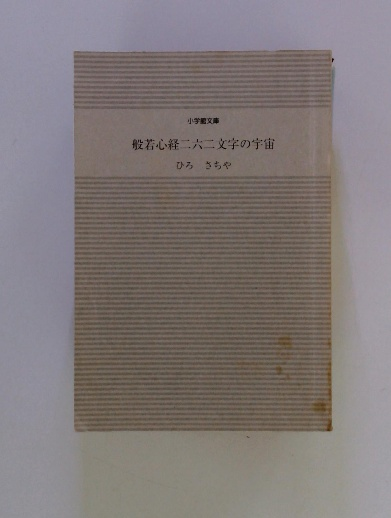 小学館文庫
般若心経二六二文字の宇宙
ひろ さちや